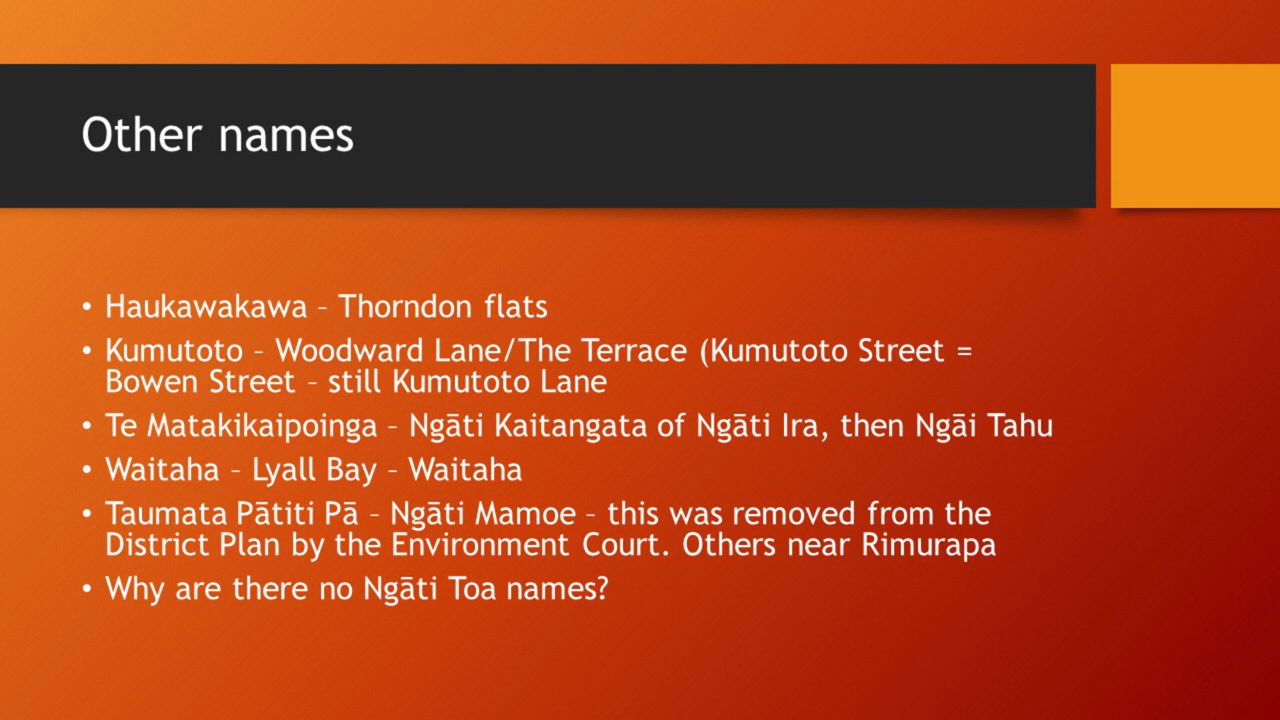 Other names
• Haukawakawa – Thorndon flats
• Kumutoto – Woodward Lane/The Terrace (Kumutoto Street =
Bowen Street – still Kumutoto Lane
• Te Matakikaipoinga – Ngāti Kaitangata of Ngāti Ira, then Ngāi Tahu
• Waitaha – Lyall Bay – Waitaha
• Taumata Pātiti Pā – Ngāti Mamoe – this was removed from the
District Plan by the Environment Court. Others near Rimurapa
• Why are there no Ngāti Toa names?